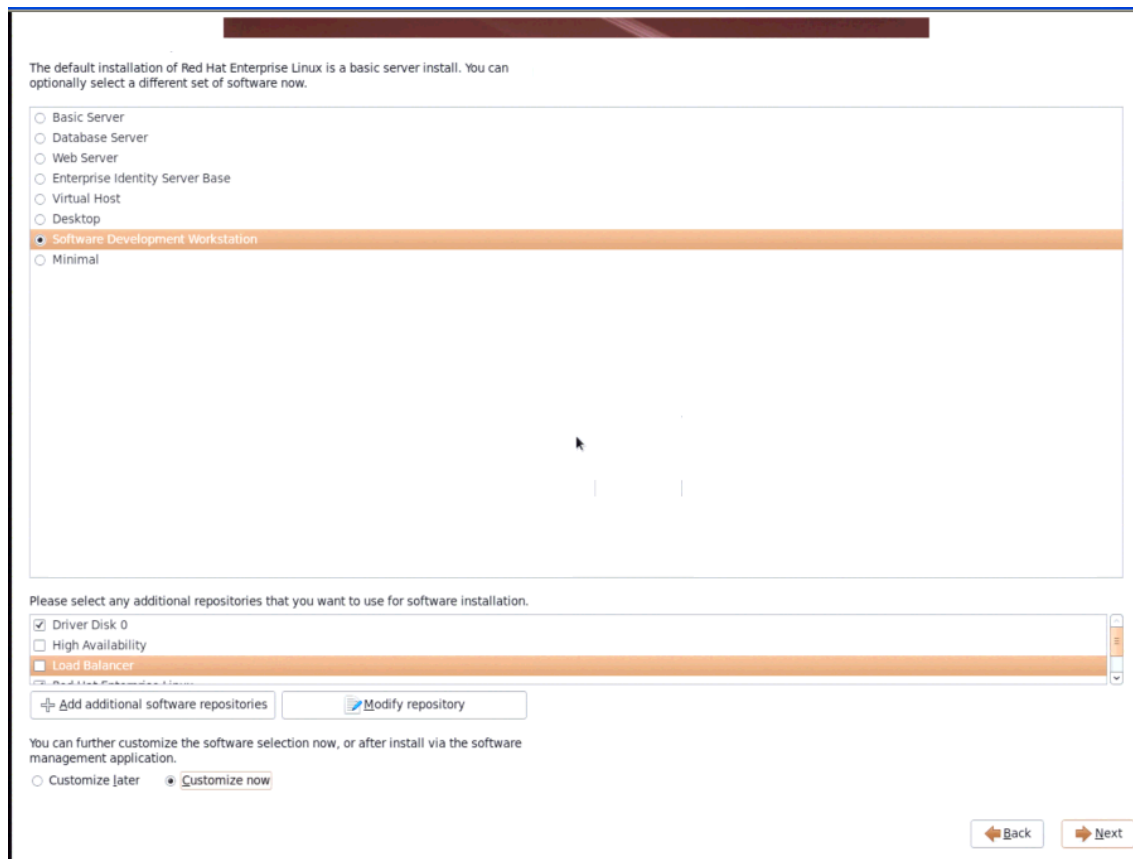 The default installation of Red Hat Enterprise Linux is a basic server install. You can
optionally select a different set of software now.
Basic Server
Database Server
Web Server
Enterprise Identity Server Base
Virtual Host
Desktop
Software Development Workstation
Minimal
Please select any additional repositories that you want to use for software installation.
Driver Disk 0
High Availability
Load Balancer
Red Hat Enterprise Linux
Add additional software repositories
Modify repository
You can further customize the software selection now, or after install via the software
management application.
Customize later
Customize now
Back
Next